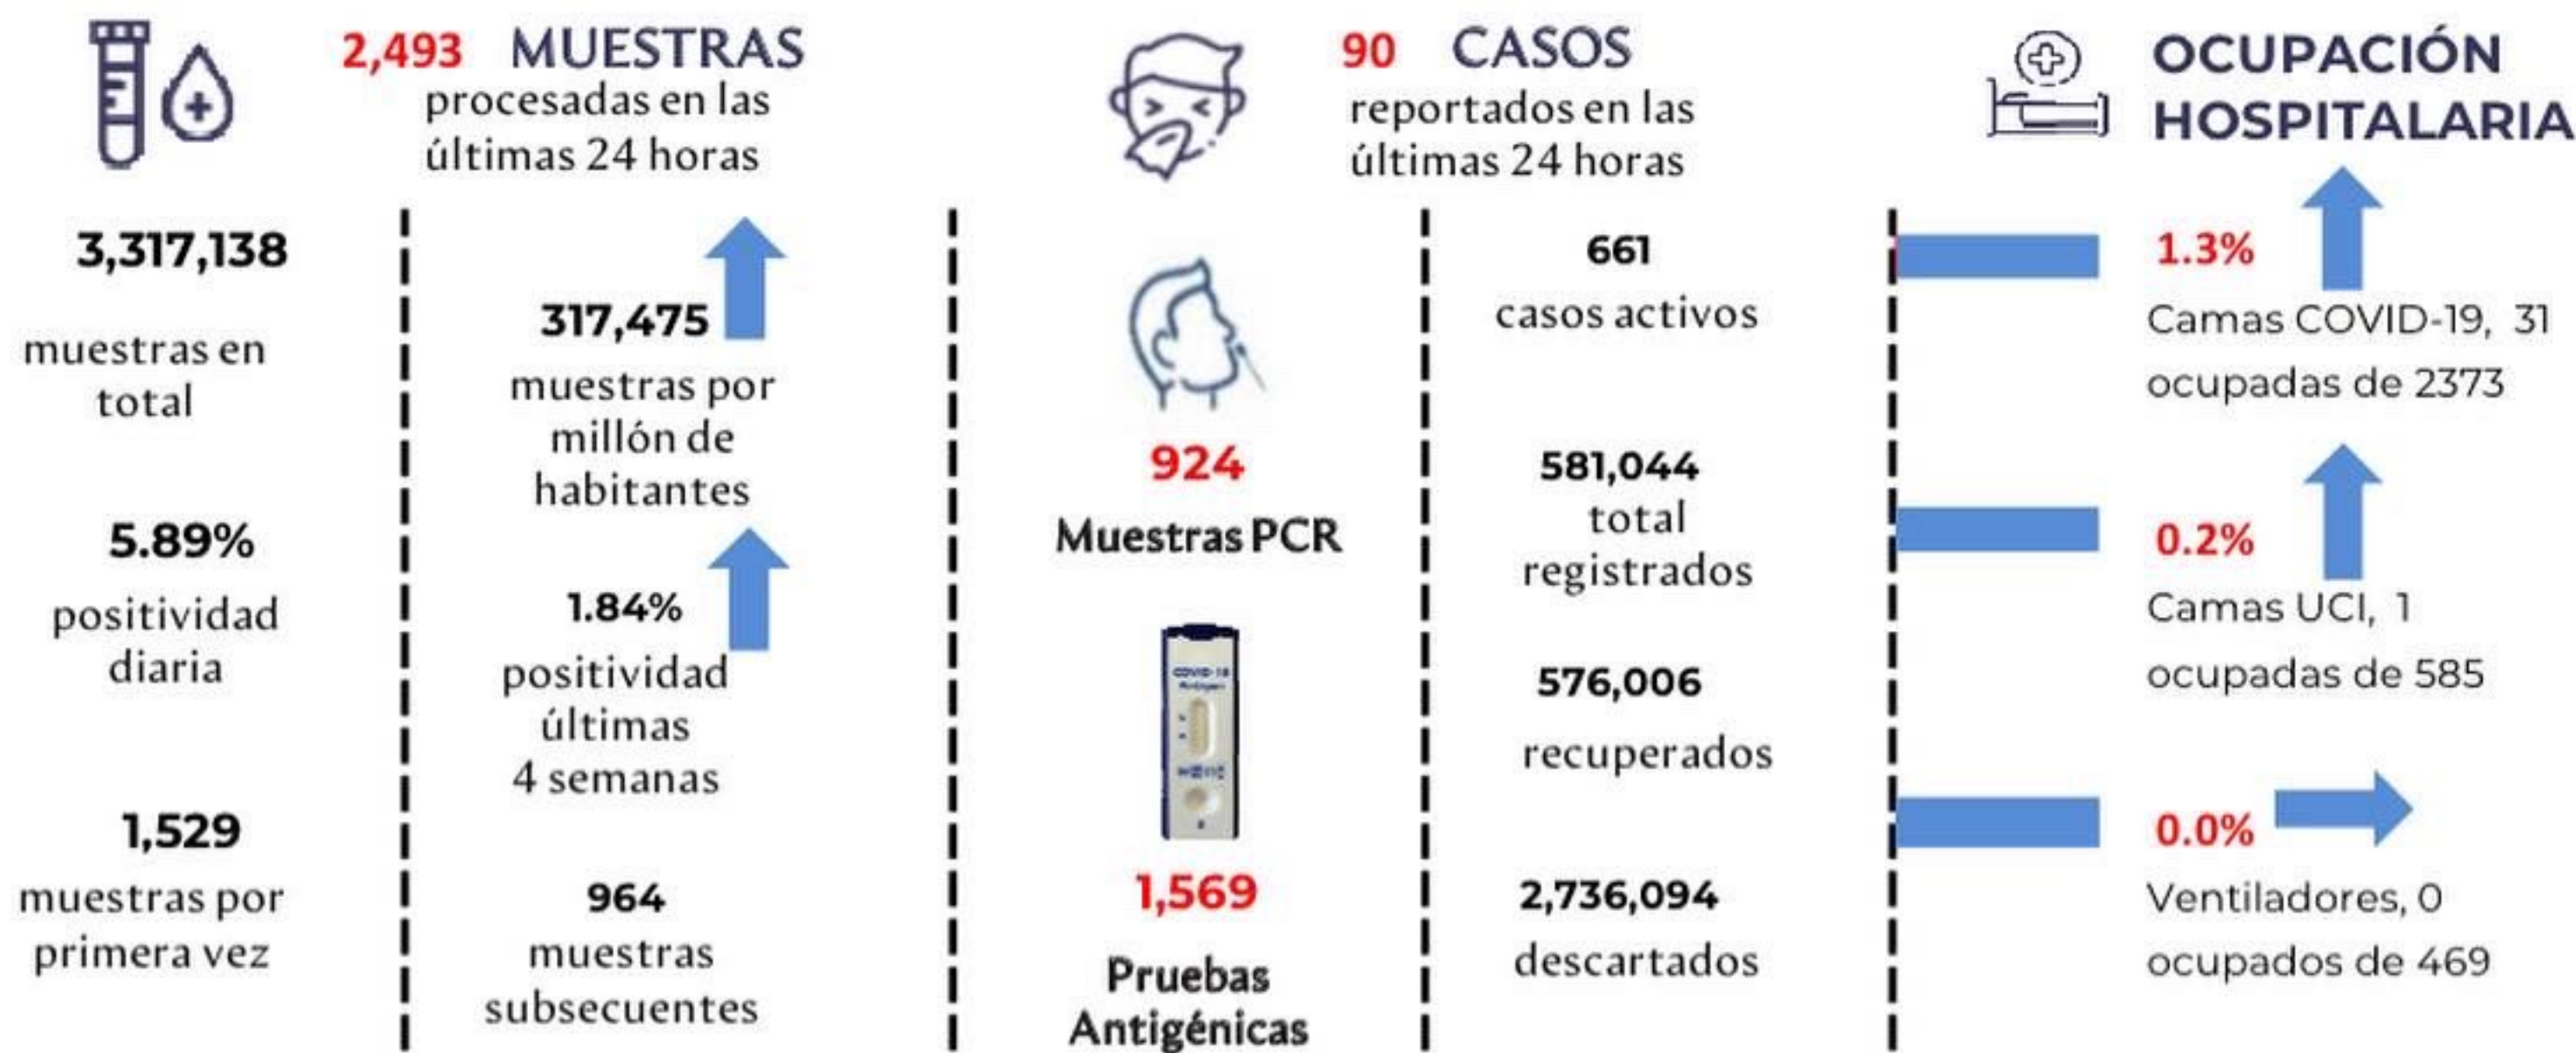 2,493 MUESTRAS
procesadas en las
últimas 24 horas
3,317,138
muestras en
total
5.89%
positividad
diaria
1,529
muestras por
primera vez
317,475
muestras por
millón de
habitantes
1.84%
positividad
últimas
4 semanas
964
muestras
subsecuentes
90 CASOS
reportados en las
últimas 24 horas
924
Muestras PCR
COVID-19
1,569
Pruebas
Antigénicas
661
casos activos
581,044
total
registrados
576,006
recuperados
2,736,094
descartados
OCUPACIÓN
HOSPITALARIA
1.3%
Camas COVID-19, 31
ocupadas de 2373
0.2%
Camas UCI, 1
ocupadas de 585
0.0%
Ventiladores, 0
ocupados de 469